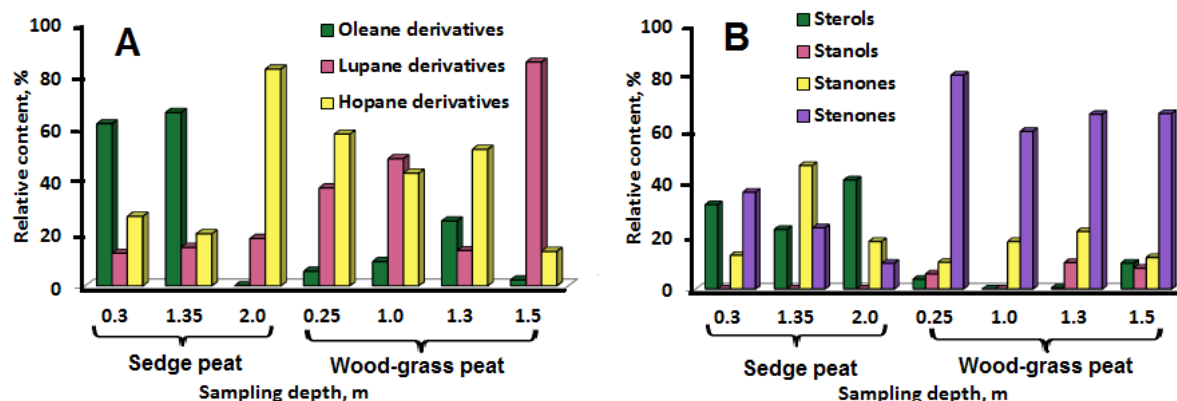 A
Relative content, %
100
80
60
40
20
0
Oleane derivatives
Lupane derivatives
Hopane derivatives
0.3 1.35 2.0 0.25 1.0 1.3 1.5
Sedge peat Wood-grass peat
Sampling depth, m
B
Relative content, %
100
80
60
40
20
0
Sterols
Stanols
Stanones
Stenones
0.3 1.35 2.0 0.25 1.0 1.3 1.5
Sedge peat Wood-grass peat
Sampling depth, m